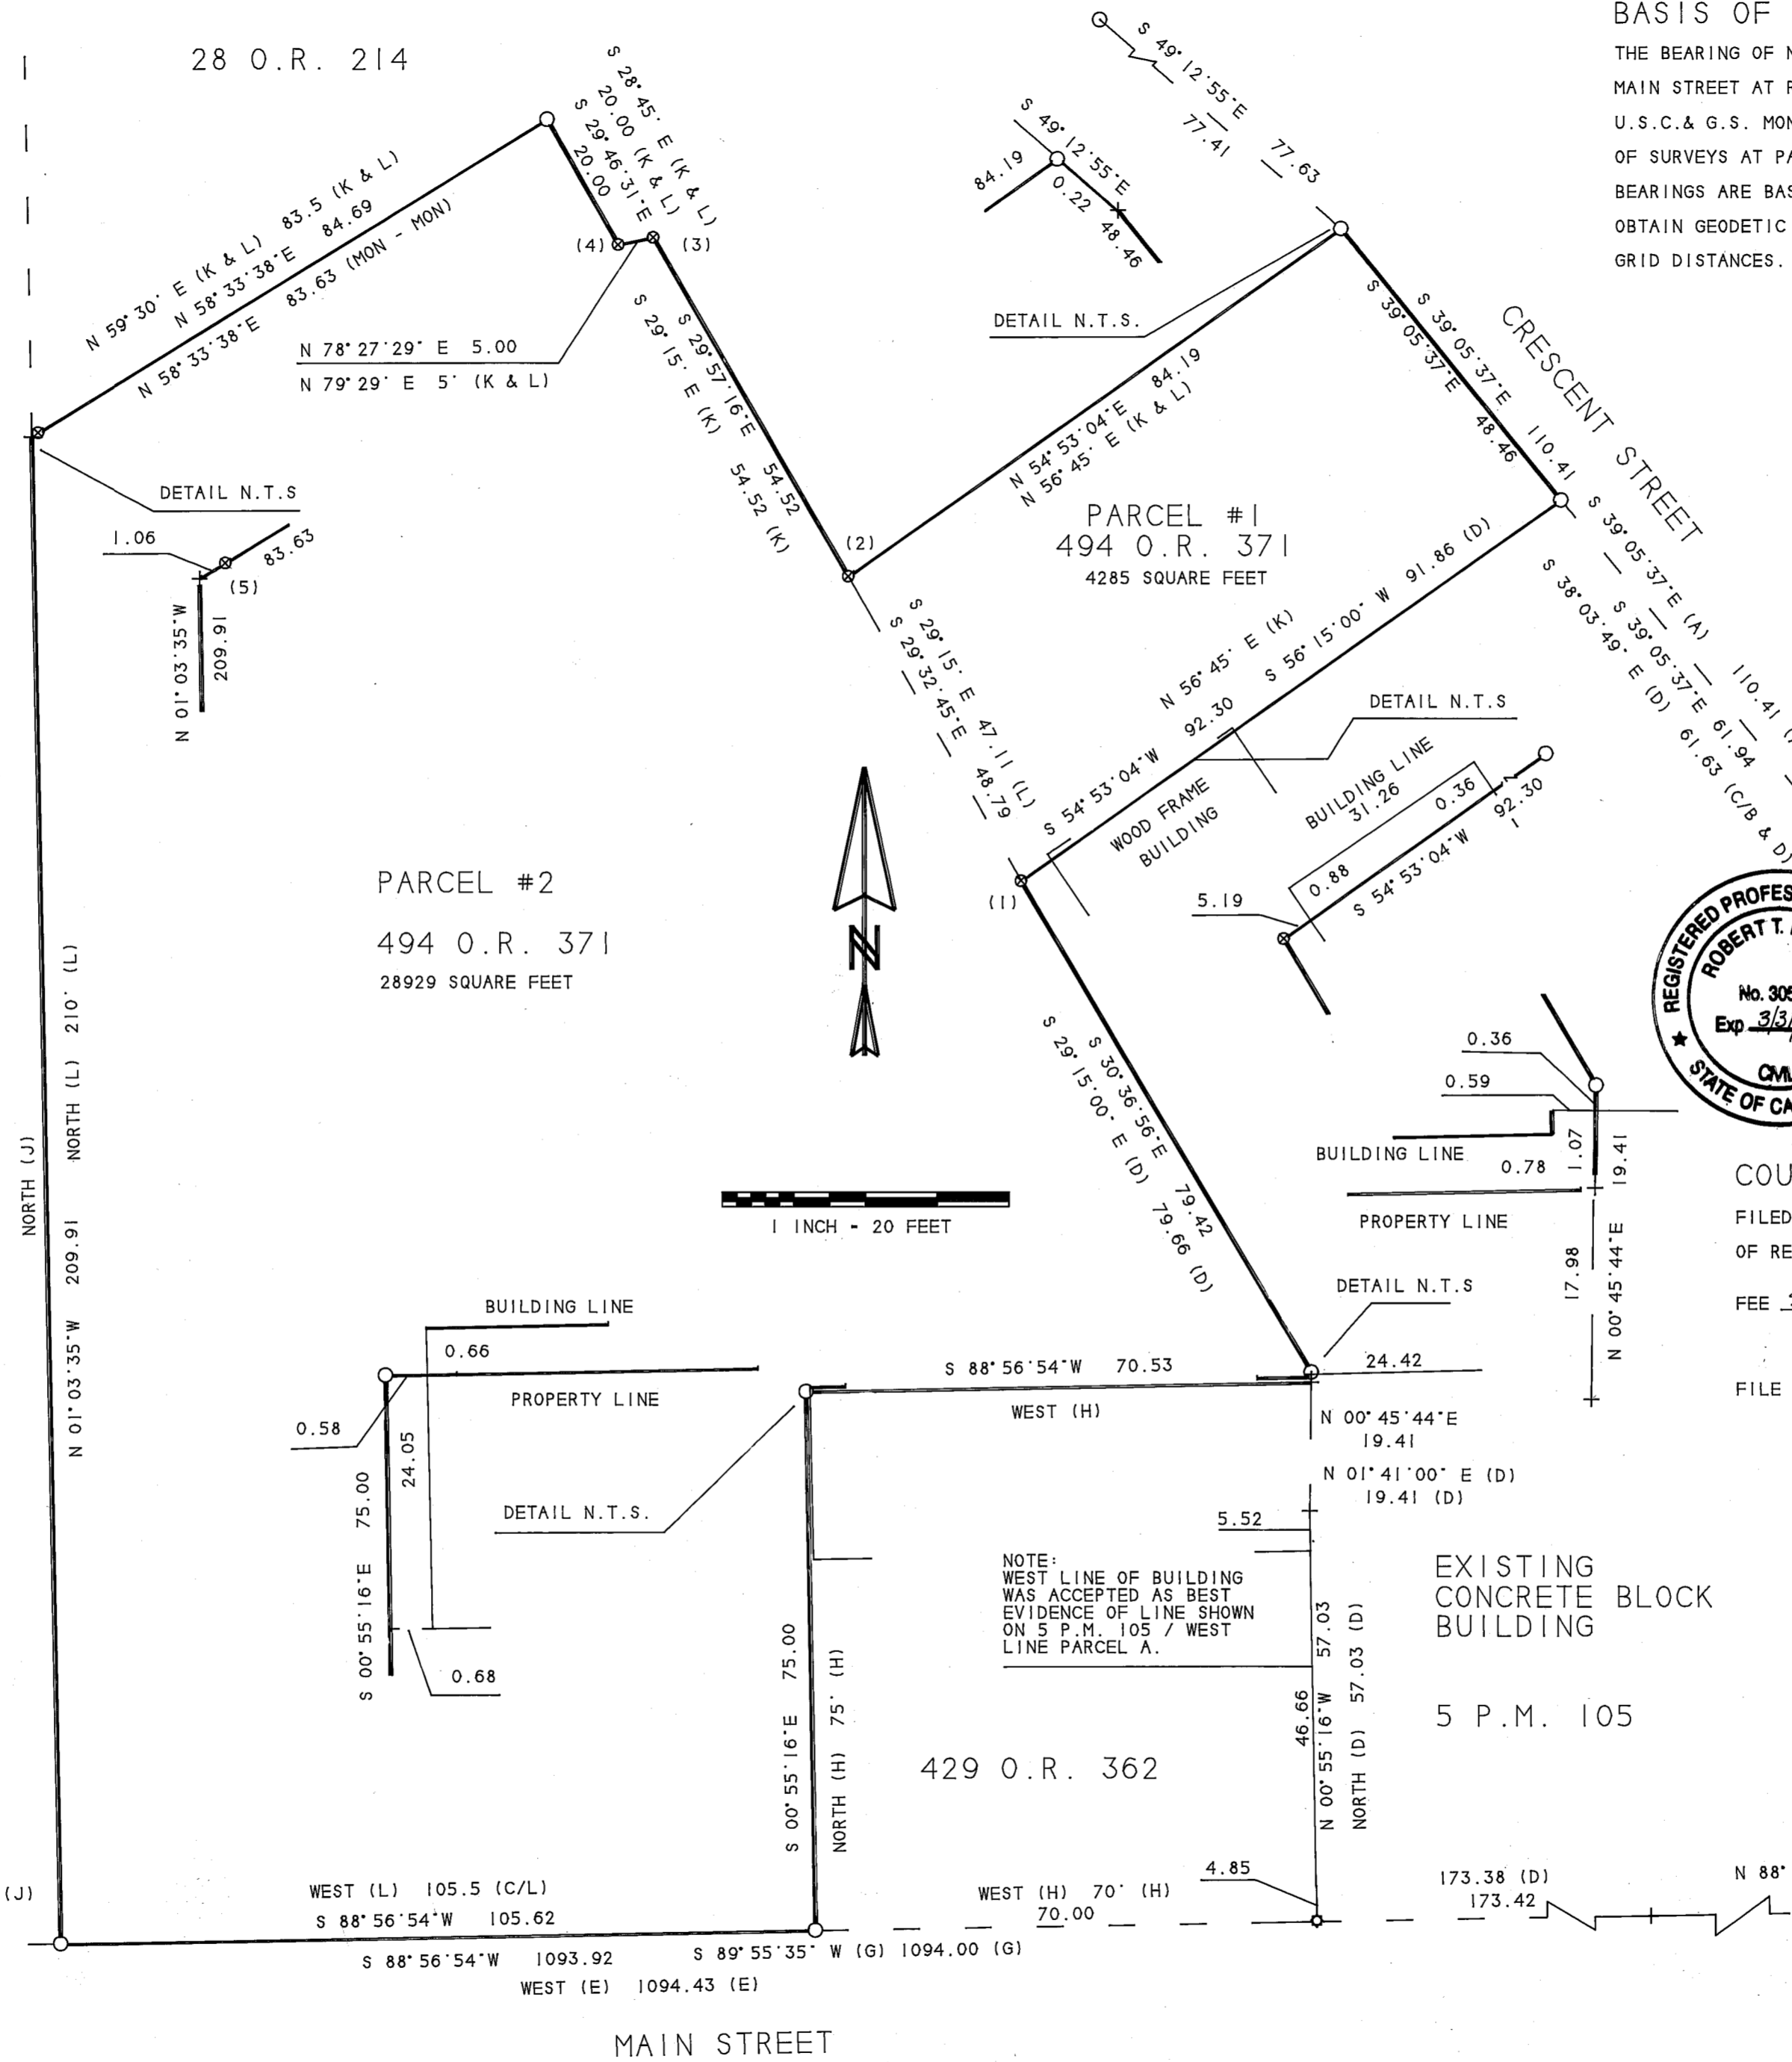 BASIS OF
THE BEARING OF
MAIN STREET AT
U.S.C.& G.S.
OF SURVEYS AT
BEARINGS ARE
OBTAIN GEODETIC
GRID DISTANCES.
28 O.R. 214
S 28°45' E (K & L)
20.00 (K & L)
S 29°46'31"E
20.00
S 49°12'55"E
77.41
77.63
S 49°12'55"E
84.19
0.22
48.46
N 59°30' E (K & L) 83.5 (K & L)
N 58°33'38"E 84.69
N 58°33'38"E 83.63 (MON - MON)
(4)
(3)
N 78°27'29" E 5.00
N 79°29' E 5' (K & L)
DETAIL N.T.S.
S 39°05'37"E 110.41
S 39°05'37"E 48.46
CRESCENT STREET
S 29°57'16"E 54.52
S 29°15' E (K) 54.52 (K)
N 54°53'04"E 84.19
N 56°45' E (K & L)
DETAIL N.T.S
1.06
83.63
(5)
N 01°03'35"W
209.91
(2)
PARCEL #1
494 O.R. 371
4285 SQUARE FEET
S 39°05'37"E (A) 110.41
S 39°05'37"E 61.94
S 38°03'49" E (D) 61.63 (C/B & D)
S 29°15' E 47.11 (L)
S 29°32'45"E 48.79
N 56°45' E (K) S 56°15'00" W 91.86 (D)
S 54°53'04"W 92.30
DETAIL N.T.S
WOOD FRAME
BUILDING
BUILDING LINE
31.26
0.36
0.88
92.30
S 54°53'04"W
5.19
(1)
PARCEL #2
494 O.R. 371
28929 SQUARE FEET
N
REGISTERED
ROBERT T.
No.
Exp
STATE OF
NORTH (J)
N 01°03'35"W 209.91 NORTH (L) 210' (L)
S 30°36'56"E 79.42
S 29°15'00" E (D) 79.66 (D)
0.36
0.59
BUILDING LINE
0.78
1.07
19.41
PROPERTY LINE
17.98
N 00°45'44"E
FILED
FEE
FILE
1 INCH - 20 FEET
DETAIL N.T.S
BUILDING LINE
0.66
PROPERTY LINE
0.58
24.05
S 00°55'16"E 75.00
0.68
DETAIL N.T.S.
S 88°56'54"W 70.53
WEST (H)
24.42
N 00°45'44"E
19.41
N 01°41'00" E (D)
19.41 (D)
5.52
NOTE:
WEST LINE OF BUILDING
WAS ACCEPTED AS BEST
EVIDENCE OF LINE SHOWN
ON 5 P.M. 105 / WEST
LINE PARCEL A.
EXISTING
CONCRETE BLOCK
BUILDING
5 P.M. 105
S 00°55'16"E 75.00
NORTH (H) 75' (H)
429 O.R. 362
46.66
N 00°55'16"W 57.03
NORTH (D) 57.03 (D)
4.85
(J)
WEST (L) 105.5 (C/L)
S 88°56'54"W 105.62
WEST (H) 70' (H)
70.00
173.38 (D)
173.42
N 88°
S 88°56'54"W 1093.92
S 89°55'35" W (G) 1094.00 (G)
WEST (E) 1094.43 (E)
MAIN STREET